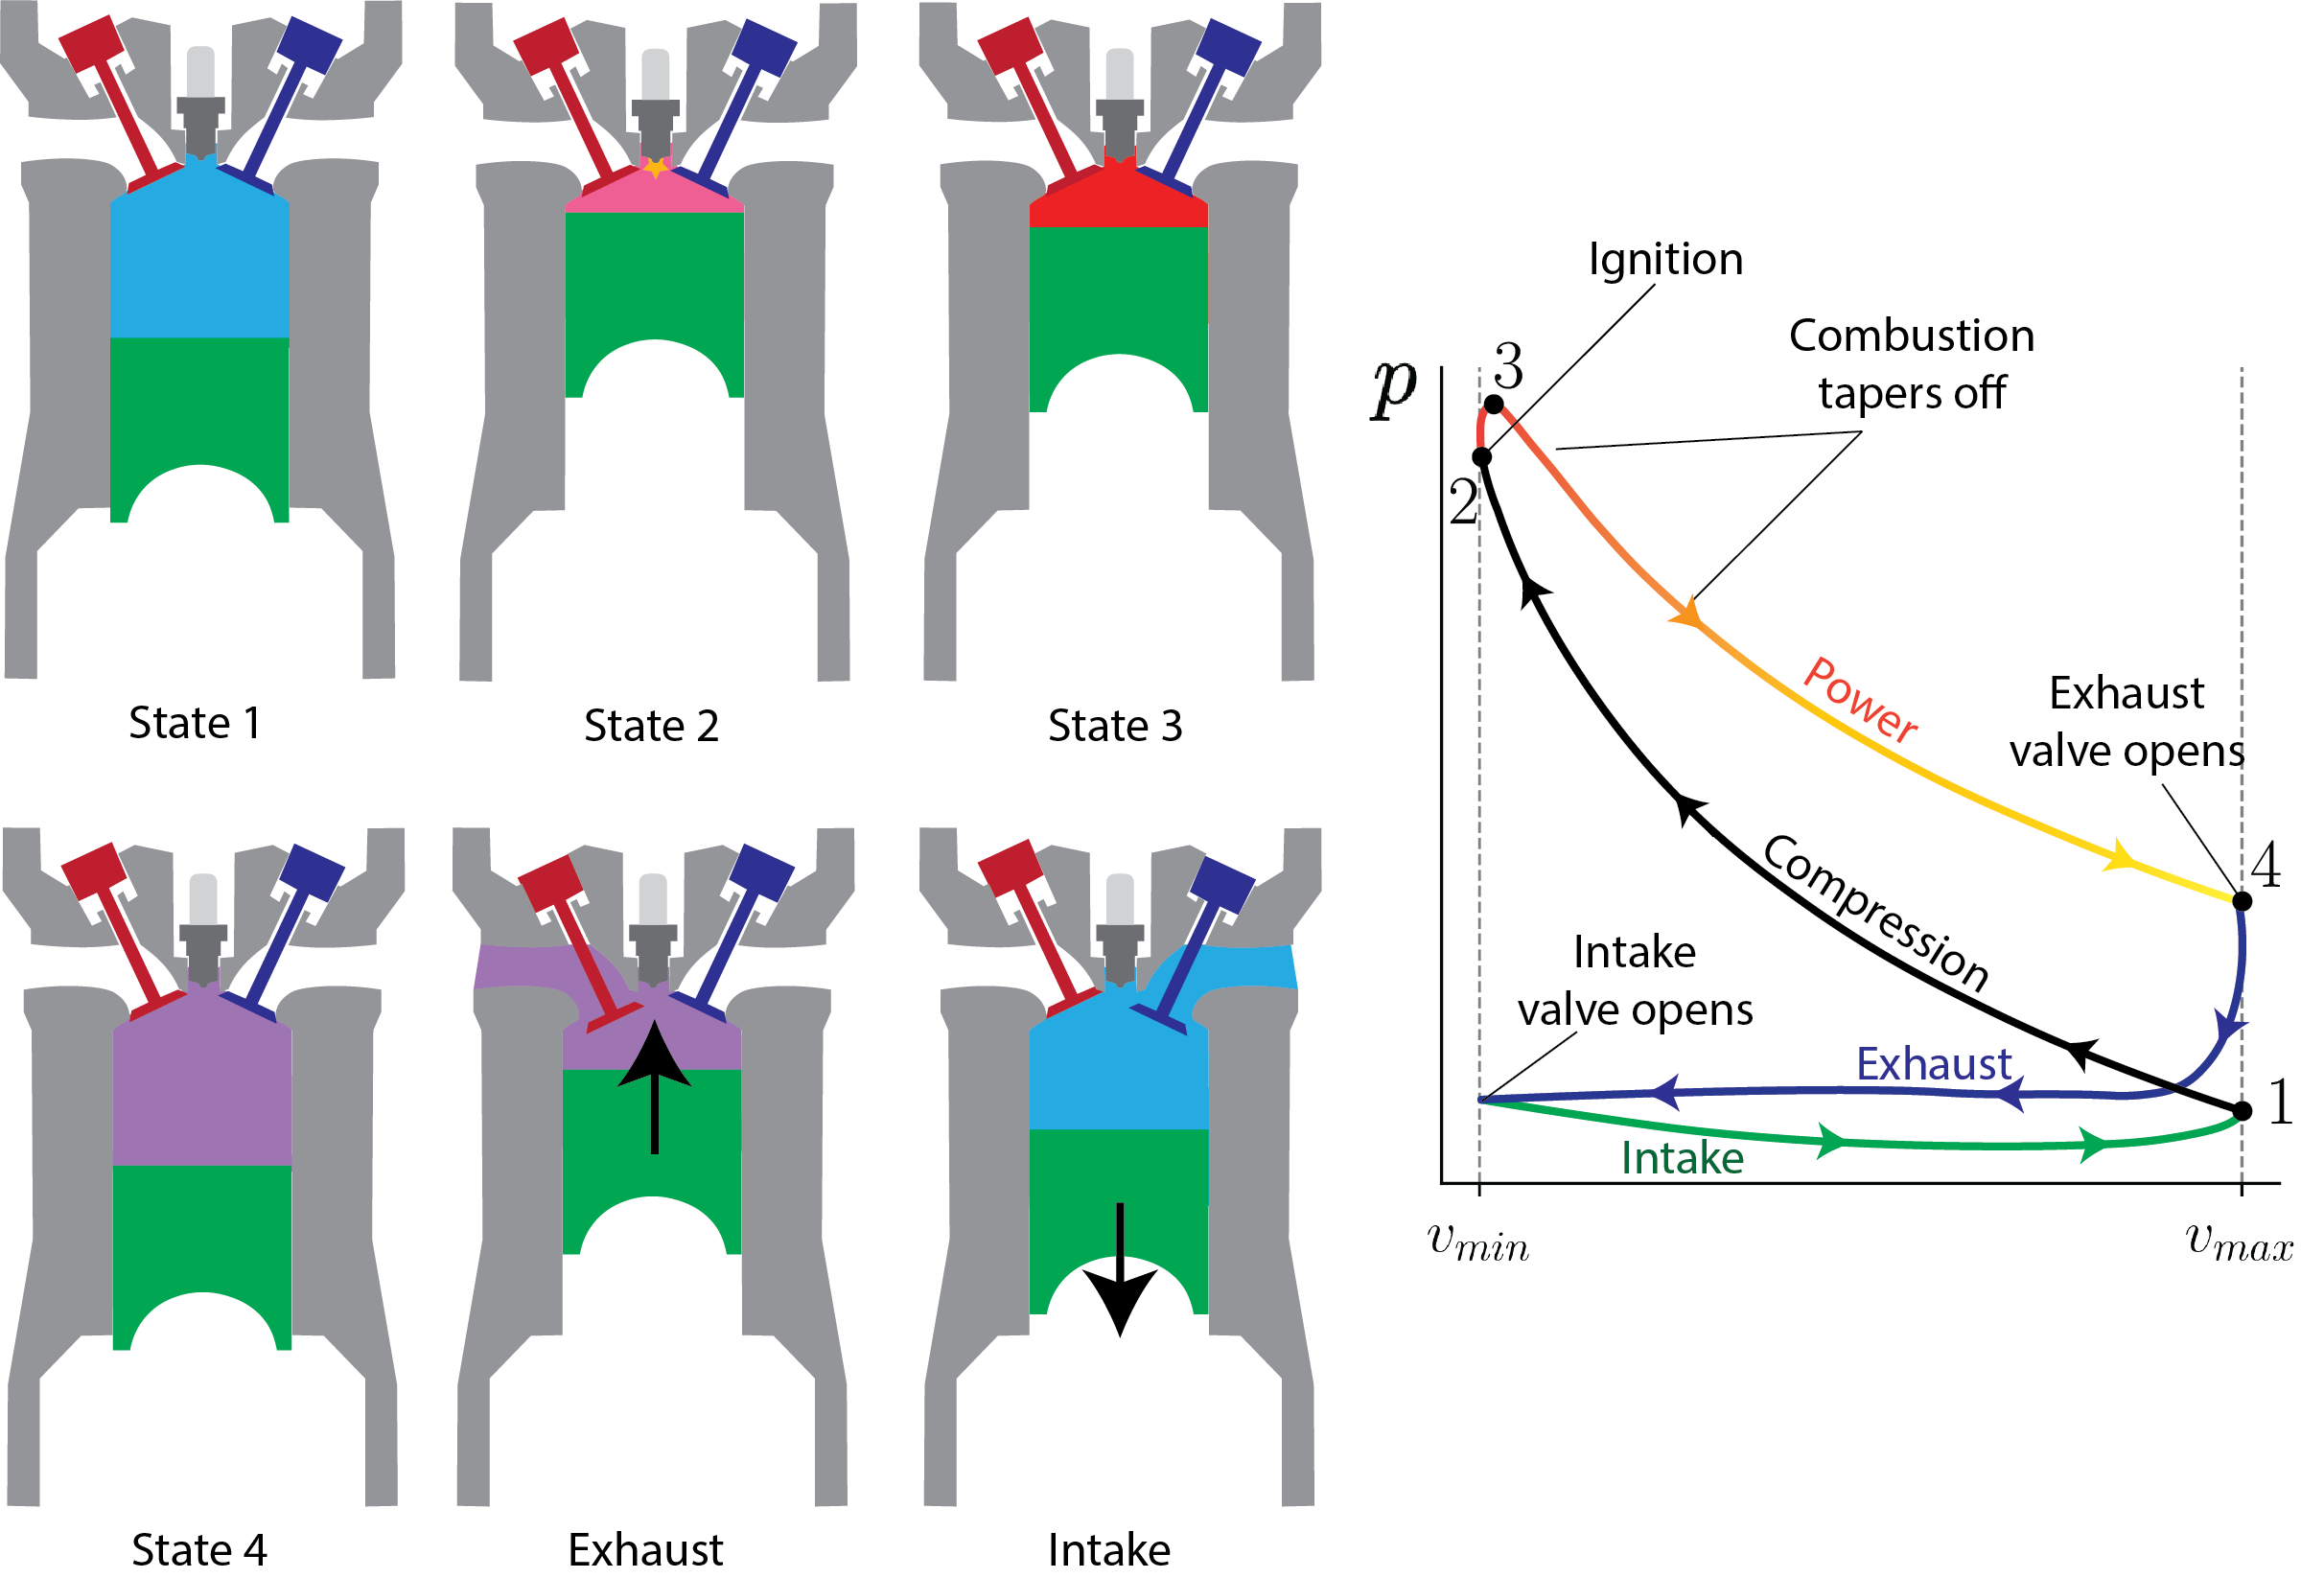 State 1
State 2
State 3
State 4
Exhaust
Intake
Ignition
Combustion
tapers off
p
3
2
Power
Exhaust
valve opens
4
Compression
Intake
valve opens
Exhaust
1
Intake
v_{min}
v_{max}